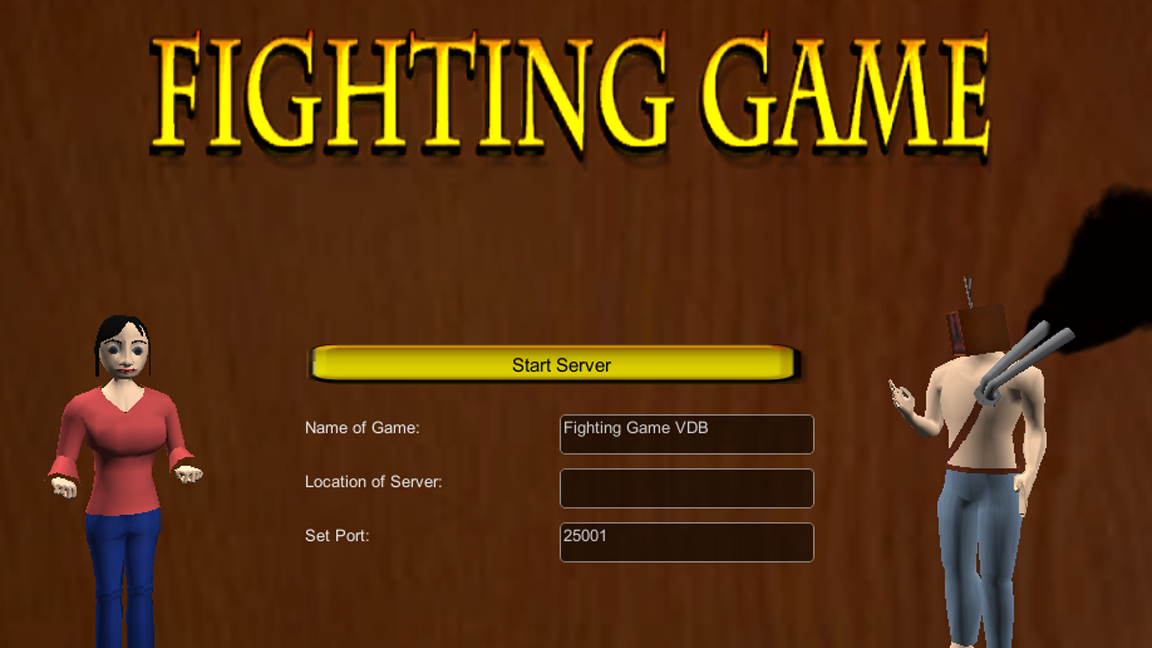 FIGHTING GAME
Start Server
Name of Game: Fighting Game VDB
Location of Server:
Set Port: 25001